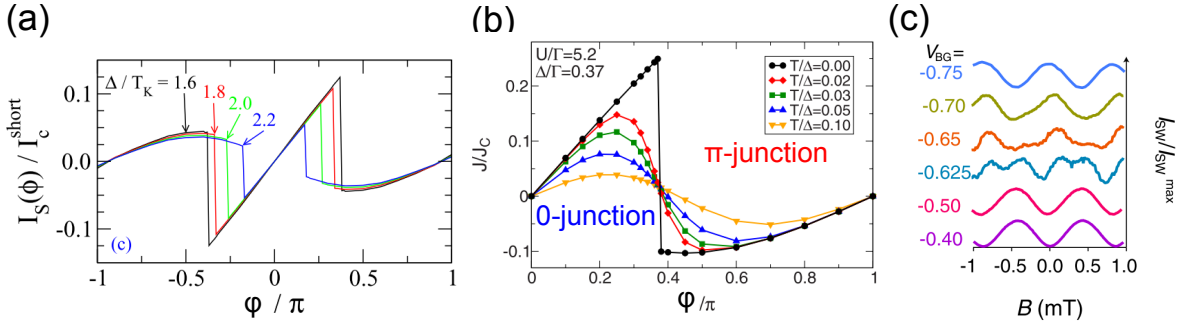 (a)
I_S(ϕ) / I_c^short
0.1
0.0
-0.1
Δ / T_K = 1.6
1.8
2.0
2.2
(c)
-1
-0.5
0
0.5
1
φ / π
(b)
J/J_C
0.2
0.1
0
-0.1
U/Γ=5.2
Δ/Γ=0.37
T/Δ=0.00
T/Δ=0.02
T/Δ=0.03
T/Δ=0.05
T/Δ=0.10
π-junction
0-junction
0
0.2
0.4
0.6
0.8
1
φ/π
(c)
V_BG=
-0.75
-0.70
-0.65
-0.625
-0.50
-0.40
I_SW/I_SW^max
-1
-0.5
0.0
0.5
1.0
B (mT)